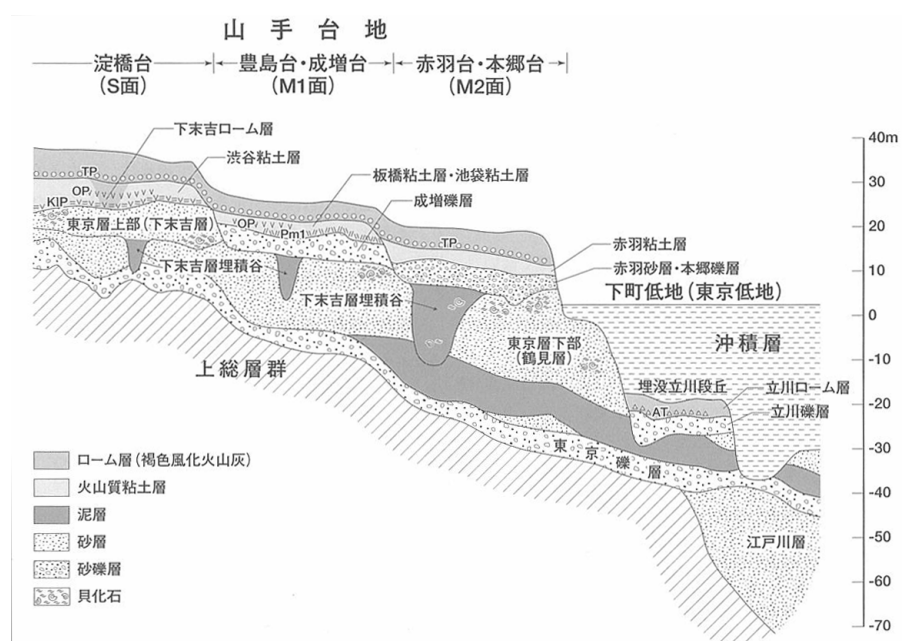 山手台地
淀橋台
(S面)
豊島台・成増台
(M1面)
赤羽台・本郷台
(M2面)
下末吉ローム層
渋谷粘土層
板橋粘土層・池袋粘土層
成増礫層
TP
OP
KIP
東京層上部(下末吉層)
OP
Pm1
TP
赤羽粘土層
赤羽砂層・本郷礫層
下末吉層埋積谷
下末吉層埋積谷
下町低地(東京低地)
沖積層
東京層下部
(鶴見層)
上総層群
埋没立川段丘
立川ローム層
AT
立川礫層
東京礫層
江戸川層
ローム層(褐色風化火山灰)
火山質粘土層
泥層
砂層
砂礫層
貝化石
40m
30
20
10
0
-10
-20
-30
-40
-50
-60
-70